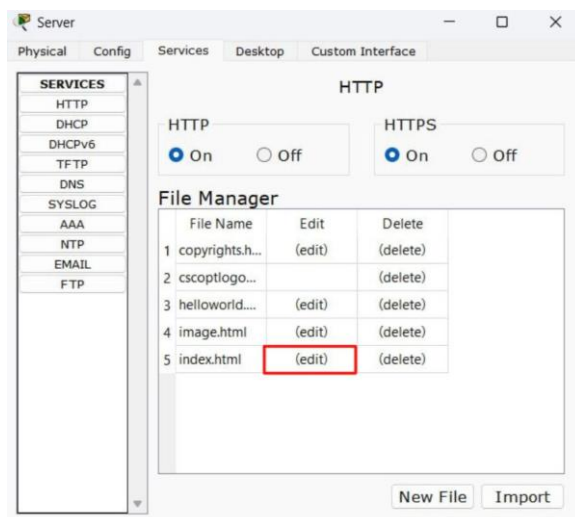 Server
Physical Config Services Desktop Custom Interface
SERVICES
HTTP
DHCP
DHCPv6
TFTP
DNS
SYSLOG
AAA
NTP
EMAIL
FTP
HTTP
HTTP HTTPS
On Off On Off
File Manager
File Name Edit Delete
1 copyrights.h... (edit) (delete)
2 cscoptlogo... (delete)
3 helloworld.... (edit) (delete)
4 image.html (edit) (delete)
5 index.html (edit) (delete)
New File Import